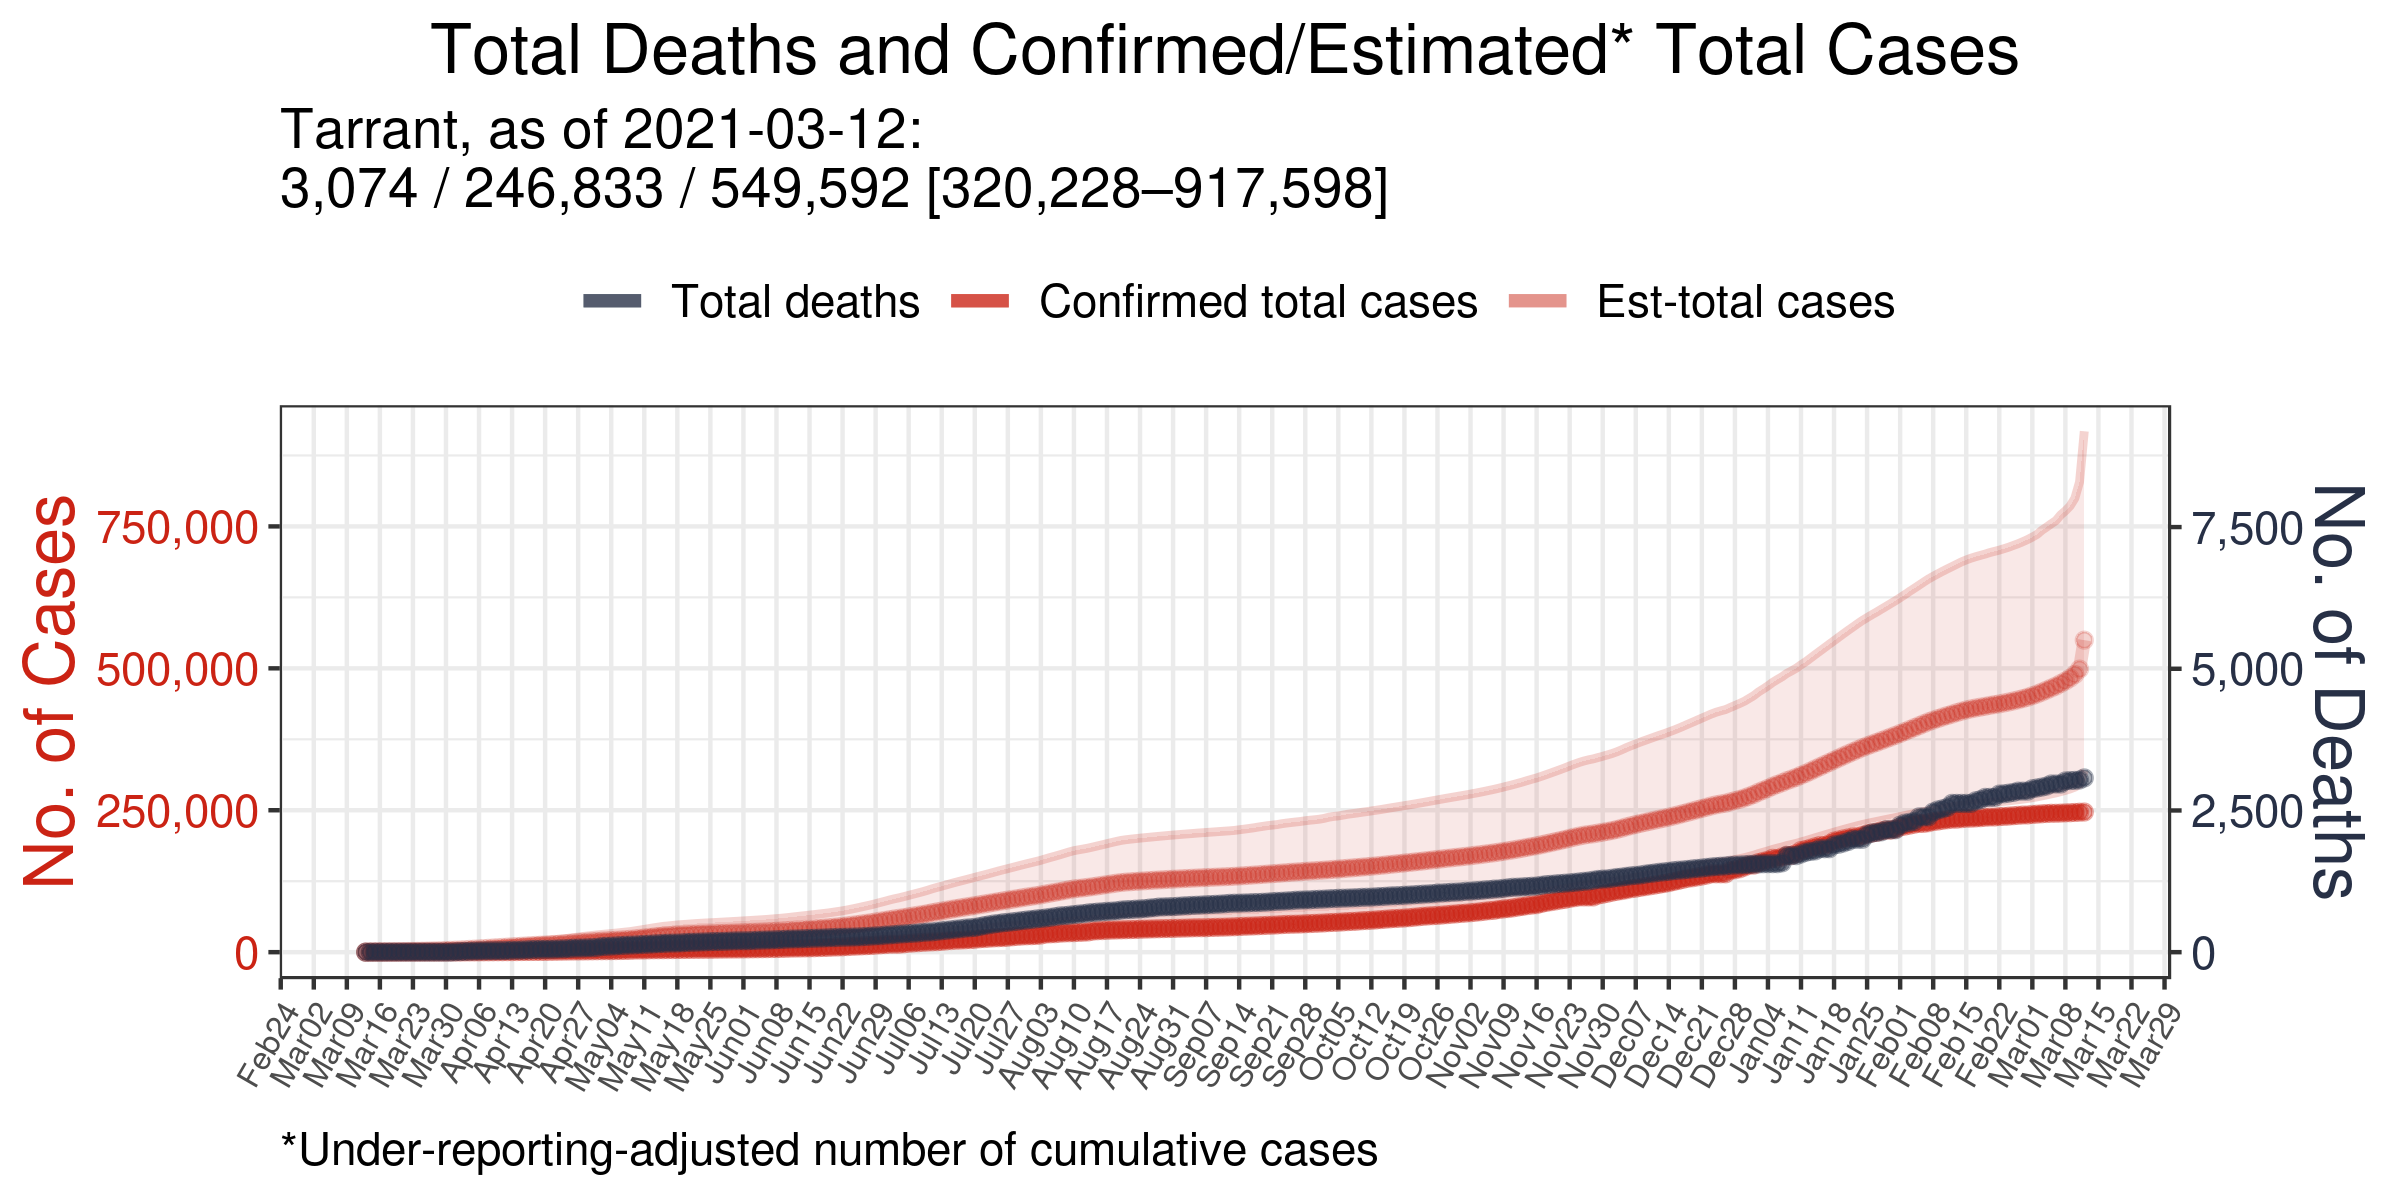 Total Deaths and Confirmed/Estimated* Total Cases
Tarrant, as of 2021-03-12:
3,074 / 246,833 / 549,592 [320,228–917,598]
Total deaths
Confirmed total cases
Est-total cases
No. of Cases
750,000
500,000
250,000
0
7,500
5,000
2,500
0
No. of Deaths
Feb24
Mar02
Mar09
Mar16
Mar23
Mar30
Apr06
Apr13
Apr20
Apr27
May04
May11
May18
May25
Jun01
Jun08
Jun15
Jun22
Jun29
Jul06
Jul13
Jul20
Jul27
Aug03
Aug10
Aug17
Aug24
Aug31
Sep07
Sep14
Sep21
Sep28
Oct05
Oct12
Oct19
Oct26
Nov02
Nov09
Nov16
Nov23
Nov30
Dec07
Dec14
Dec21
Dec28
Jan04
Jan11
Jan18
Jan25
Feb01
Feb08
Feb15
Feb22
Mar01
Mar08
Mar15
Mar22
Mar29
*Under-reporting-adjusted number of cumulative cases